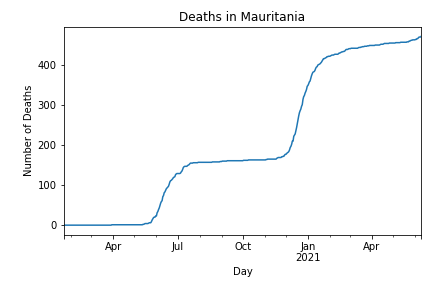 Deaths in Mauritania
Number of Deaths
400
300
200
100
0
Apr
Jul
Oct
Jan
2021
Apr
Day